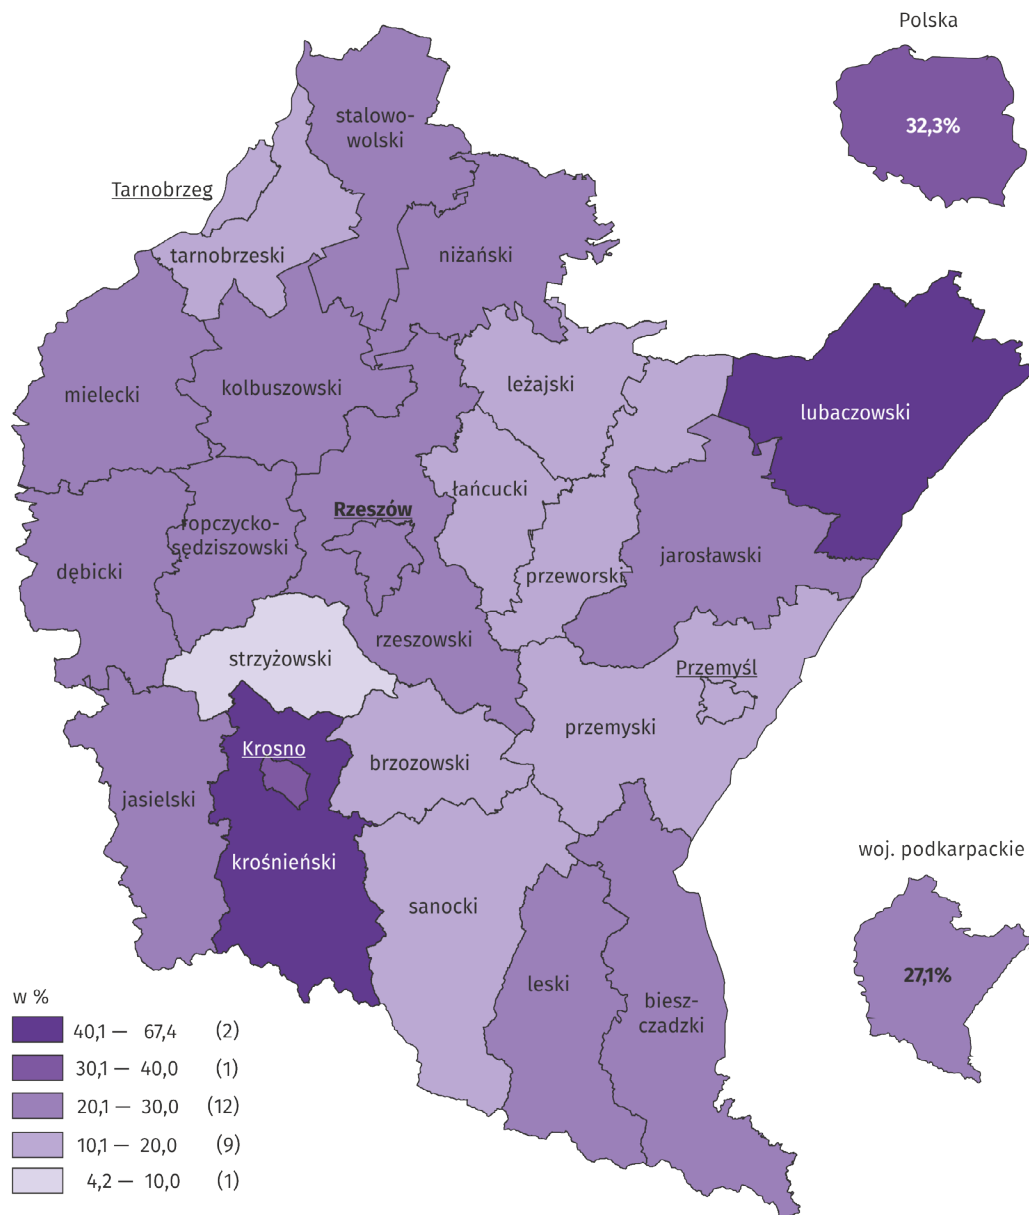 Polska
32,3%
stalowo-
wolski
Tarnobrzeg
tarnobrzeski
niżański
mielecki
kolbuszowski
leżajski
lubaczowski
łańcucki
Rzeszów
ropczycko-
sędziszowski
dębicki
przeworski
jarosławski
rzeszowski
strzyżowski
Przemyśl
przemyski
Krosno
brzozowski
jasielski
krośnieński
sanocki
leski
biesz-
czadzki
woj. podkarpackie
27,1%
w %
40,1 — 67,4 (2)
30,1 — 40,0 (1)
20,1 — 30,0 (12)
10,1 — 20,0 (9)
4,2 — 10,0 (1)